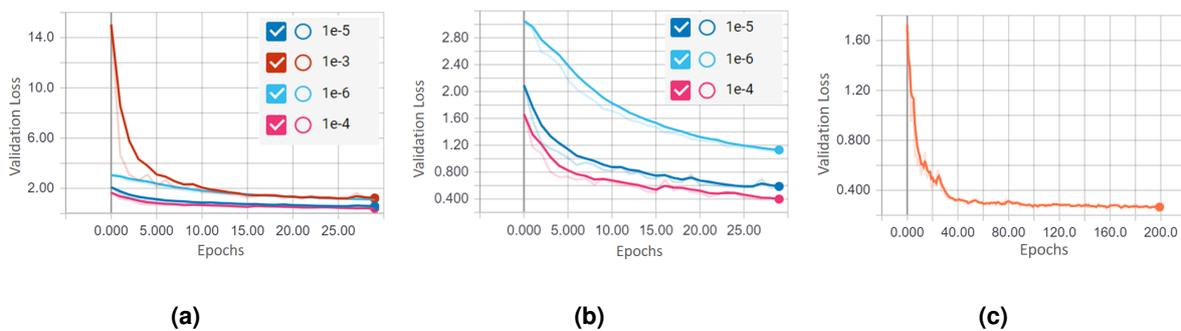 14.0
10.0
6.00
2.00
Validation Loss
0.000 5.000 10.00 15.00 20.00 25.00
Epochs
1e-5
1e-3
1e-6
1e-4
(a)
2.80
2.40
2.00
1.60
1.20
0.800
0.400
Validation Loss
0.000 5.000 10.00 15.00 20.00 25.00
Epochs
1e-5
1e-6
1e-4
(b)
1.60
1.20
0.800
0.400
Validation Loss
0.000 40.00 80.00 120.0 160.0 200.0
Epochs
(c)